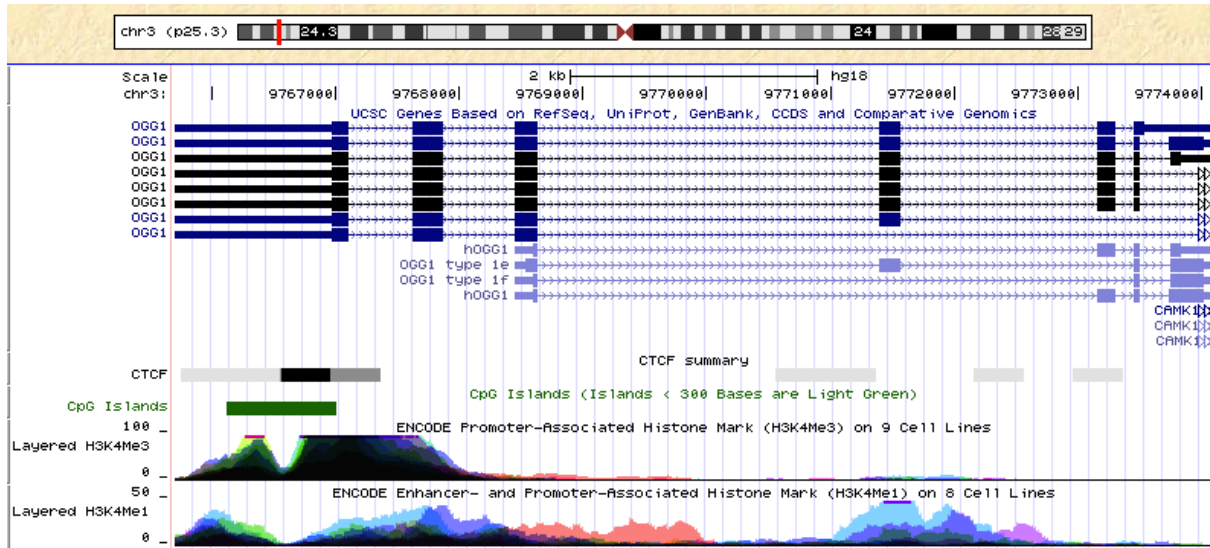 chr3 (p25.3) 24.3 24 28 29
Scale 2 kb hg18
chr3: 9767000 9768000 9769000 9770000 9771000 9772000 9773000 9774000
UCSC Genes Based on RefSeq, UniProt, GenBank, CCDS and Comparative Genomics
OGG1
OGG1
OGG1
OGG1
OGG1
OGG1
OGG1
OGG1
hOGG1
OGG1 type 1e
OGG1 type 1f
hOGG1
CAMK1
CAMK1
CAMK1
CTCF summary
CTCF
CpG Islands (Islands < 300 Bases are Light Green)
CpG Islands
ENCODE Promoter-Associated Histone Mark (H3K4Me3) on 9 Cell Lines
100 _
Layered H3K4Me3
0 _
ENCODE Enhancer- and Promoter-Associated Histone Mark (H3K4Me1) on 8 Cell Lines
50 _
Layered H3K4Me1
0 _